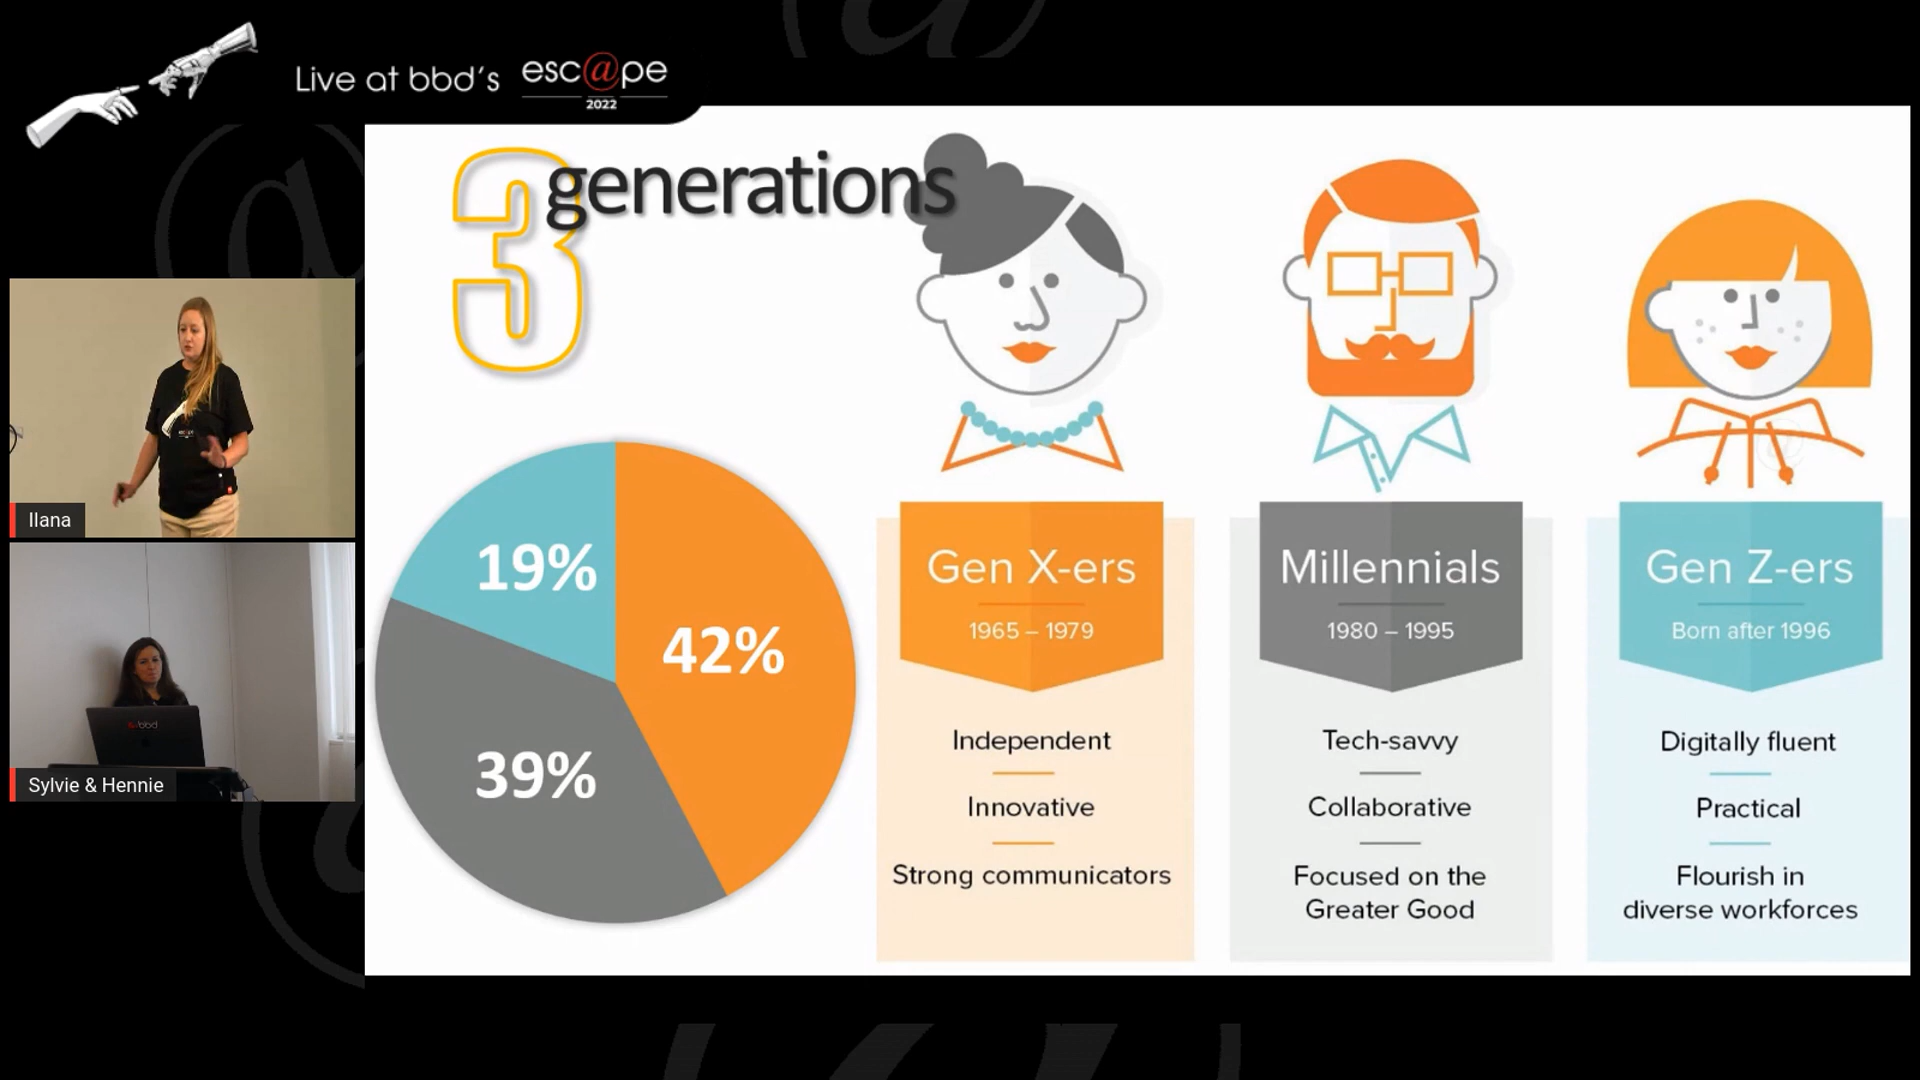 Live at bbd's esc@pe
2022
3 generations
19%
42%
39%
Gen X-ers
1965 – 1979
Independent
Innovative
Strong communicators
Millennials
1980 – 1995
Tech-savvy
Collaborative
Focused on the
Greater Good
Gen Z-ers
Born after 1996
Digitally fluent
Practical
Flourish in
diverse workforces
Ilana
bbd
Sylvie & Hennie